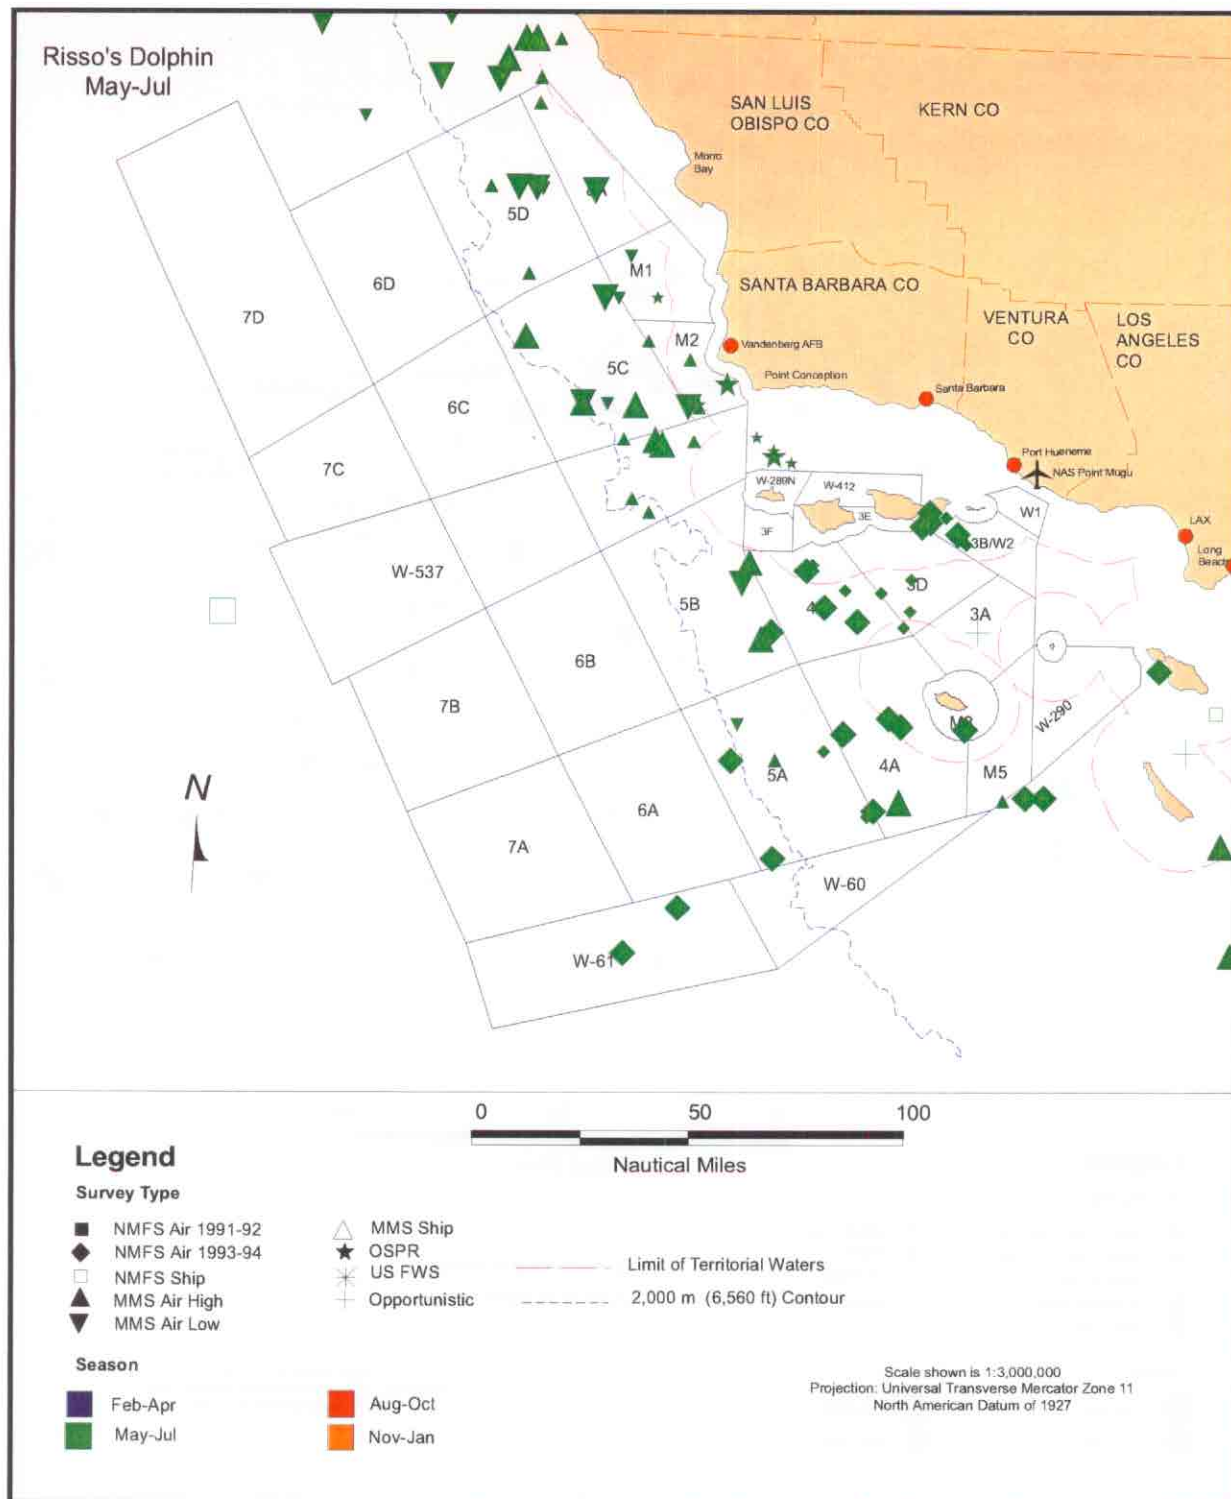 Risso's Dolphin
May-Jul
SAN LUIS
OBISPO CO
KERN CO
Morro
Bay
5D
M1
SANTA BARBARA CO
6D
VENTURA
CO
LOS
ANGELES
CO
7D
M2
Vandenberg AFB
5C
Point Conception
Santa Barbara
6C
Port Hueneme
7C
NAS Point Mugu
W-289N
W-412
W1
3E
LAX
3F
3B/W2
Long
Beach
W-537
3D
5B
4
3A
6B
7B
W-290
5A
4A
M5
6A
7A
N
W-60
W-61
0
50
100
Nautical Miles
Legend
Survey Type
NMFS Air 1991-92
NMFS Air 1993-94
NMFS Ship
MMS Air High
MMS Air Low
MMS Ship
OSPR
US FWS
Opportunistic
Limit of Territorial Waters
2,000 m (6,560 ft) Contour
Season
Feb-Apr
May-Jul
Aug-Oct
Nov-Jan
Scale shown is 1:3,000,000
Projection: Universal Transverse Mercator Zone 11
North American Datum of 1927